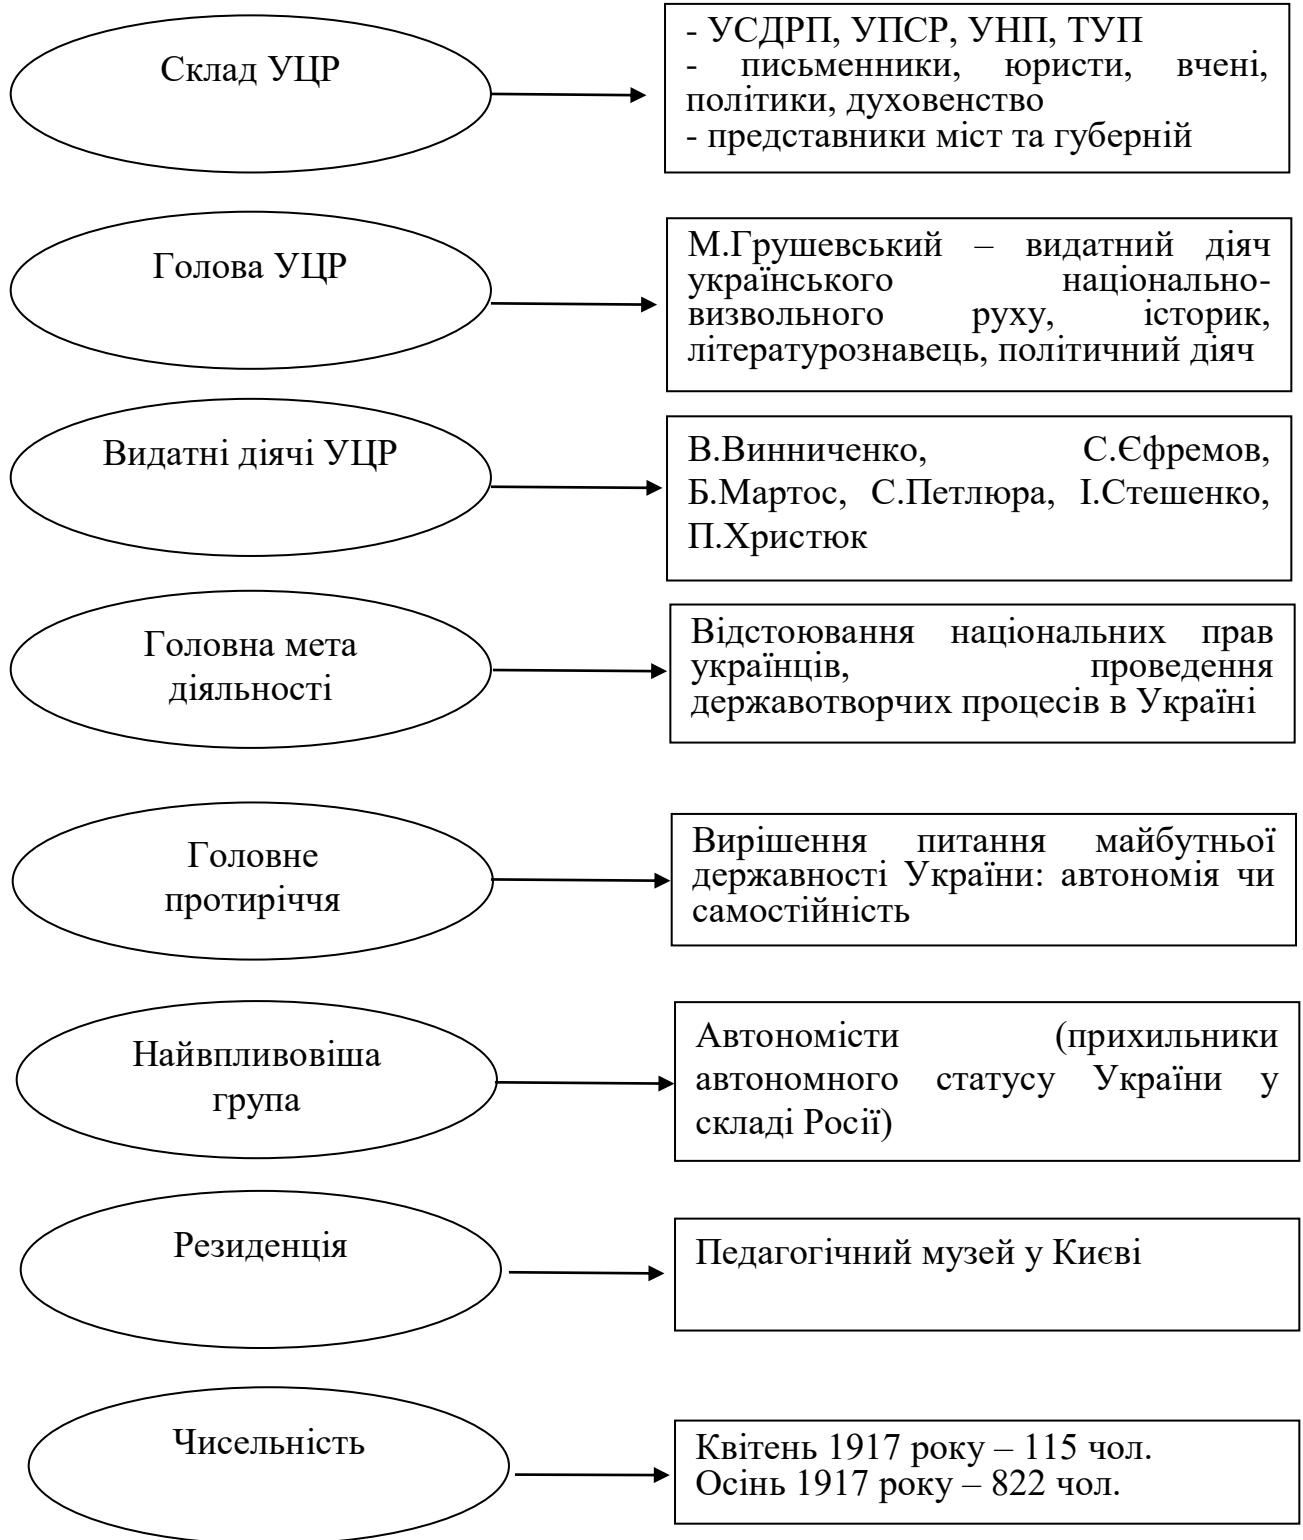 Склад УЦР
- УСДРП, УПСР, УНП, ТУП
- письменники, юристи, вчені,
політики, духовенство
- представники міст та губерній
Голова УЦР
М.Грушевський – видатний діяч
українського національно-
визвольного руху, історик,
літературознавець, політичний діяч
Видатні діячі УЦР
В.Винниченко, С.Єфремов,
Б.Мартос, С.Петлюра, І.Стешенко,
П.Христюк
Головна мета
діяльності
Відстоювання національних прав
українців, проведення
державотворчих процесів в Україні
Головне
протиріччя
Вирішення питання майбутньої
державності України: автономія чи
самостійність
Найвпливовіша
група
Автономісти (прихильники
автономного статусу України у
складі Росії)
Резиденція
Педагогічний музей у Києві
Чисельність
Квітень 1917 року – 115 чол.
Осінь 1917 року – 822 чол.